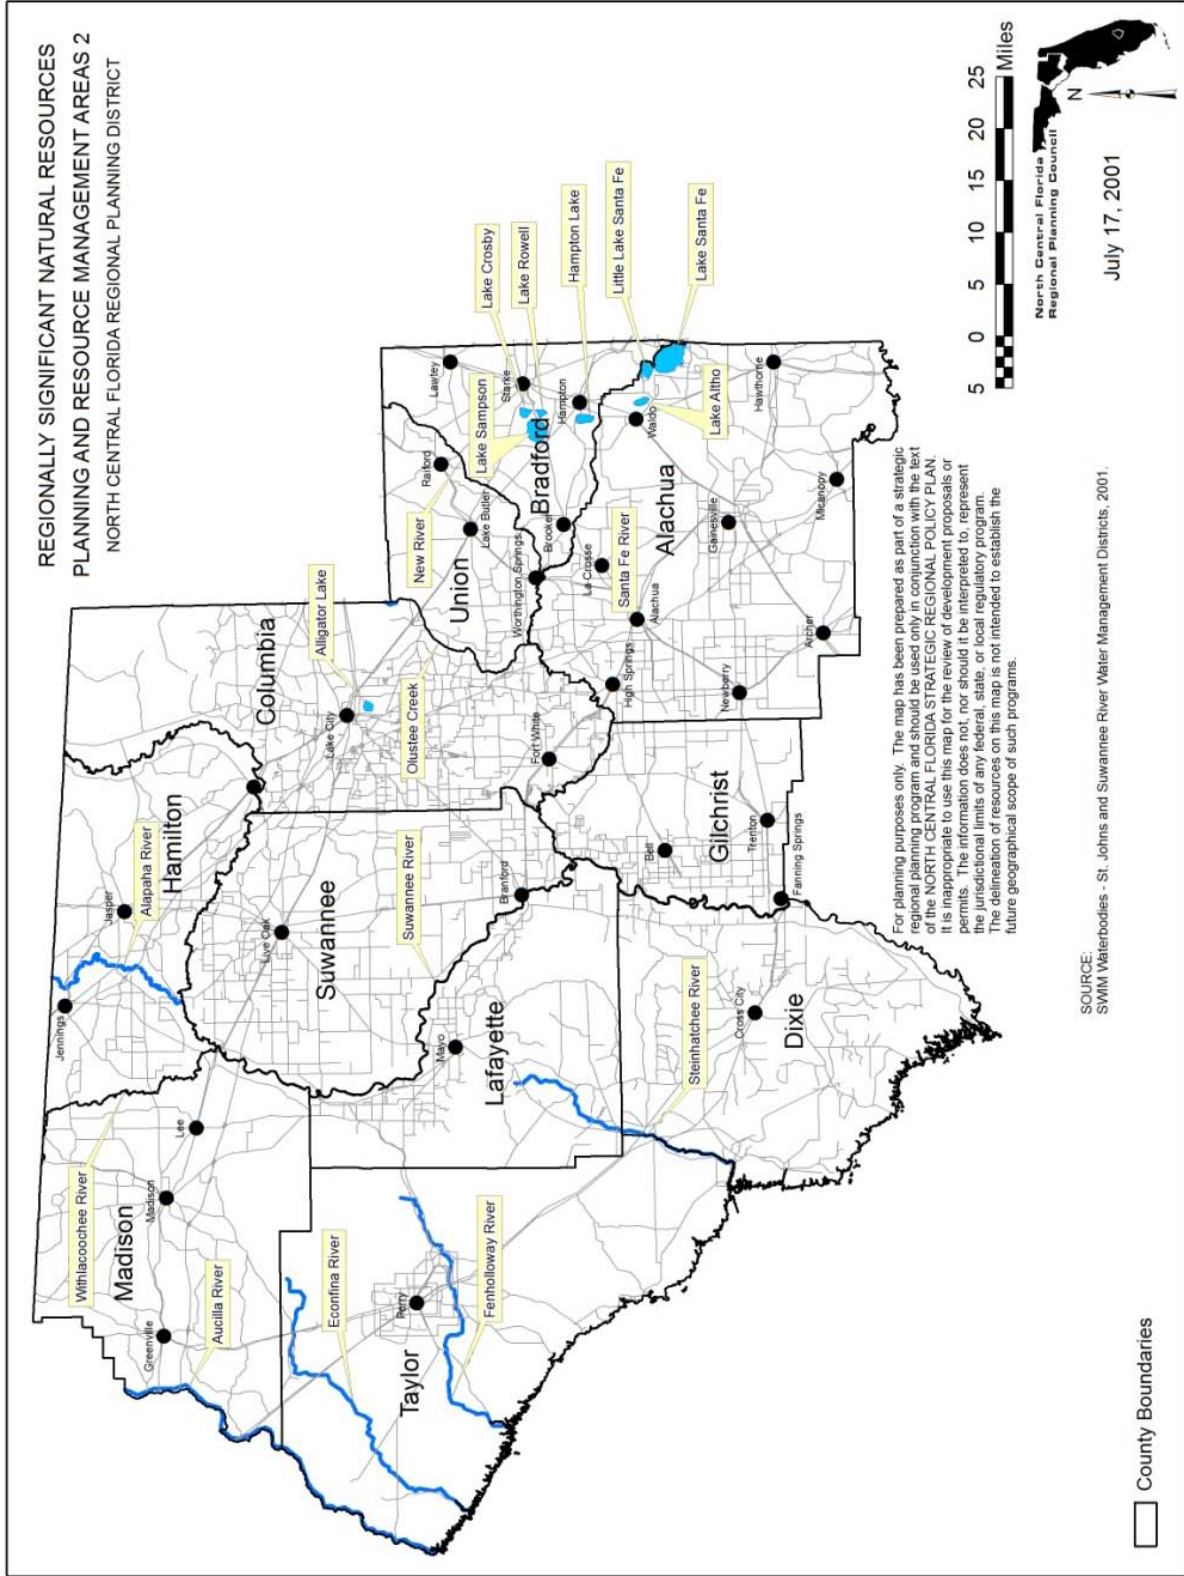 REGIONALLY SIGNIFICANT NATURAL RESOURCES
PLANNING AND RESOURCE MANAGEMENT AREAS 2
NORTH CENTRAL FLORIDA REGIONAL PLANNING DISTRICT
Jennings
Jasper
Alapaha River
Hamilton
Withlacoochee River
Madison
Madison
Lee
Greenville
Aucilla River
Columbia
Alligator Lake
Lake City
Olustee Creek
Fort White
Live Oak
Suwannee
Suwannee River
Branford
Mayo
Lafayette
Econfina River
Perry
Fenholloway River
Taylor
Steinhatchee River
Cross City
Dixie
Raiford
New River
Lake Butler
Union
Worthington Springs
Lawtey
Starke
Lake Crosby
Lake Rowell
Lake Sampson
Hampton
Hampton Lake
Bradford
Brooker
Little Lake Santa Fe
Lake Santa Fe
Lake Altho
Waldo
Hawthorne
La Crosse
Santa Fe River
Alachua
Alachua
High Springs
Gainesville
Micanopy
Newberry
Archer
Bell
Gilchrist
Trenton
Fanning Springs
For planning purposes only. The map has been prepared as part of a strategic
regional planning program and should be used only in conjunction with the text
of the NORTH CENTRAL FLORIDA STRATEGIC REGIONAL POLICY PLAN.
It is inappropriate to use this map for the review of development proposals or
permits. The information does not, nor should it be interpreted to, represent
the jurisdictional limits of any federal, state, or local regulatory program.
The delineation of resources on this map is not intended to establish the
future geographical scope of such programs.
5 0 5 10 15 20 25
Miles
North Central Florida
Regional Planning Council
N
July 17, 2001
SOURCE:
SWIM Waterbodies - St. Johns and Suwannee River Water Management Districts, 2001.
County Boundaries